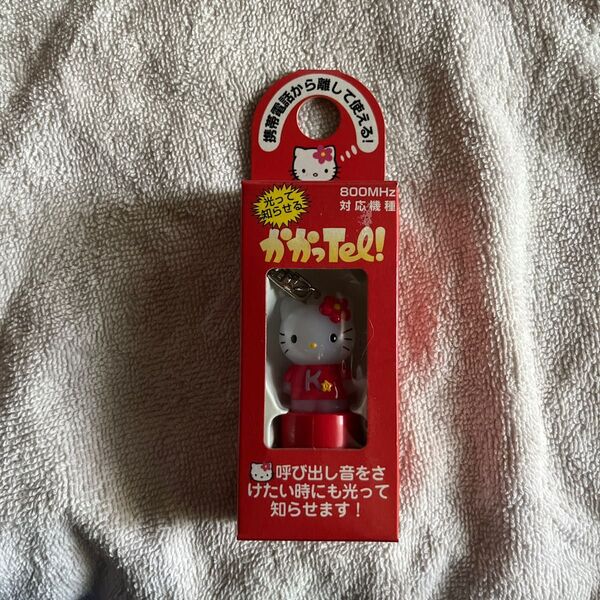 携帯電話から離して使える!
800MHz
対応機種
光って
知らせる
かかっTel!
K
呼び出し音をさ
けたい時にも光って
知らせます!